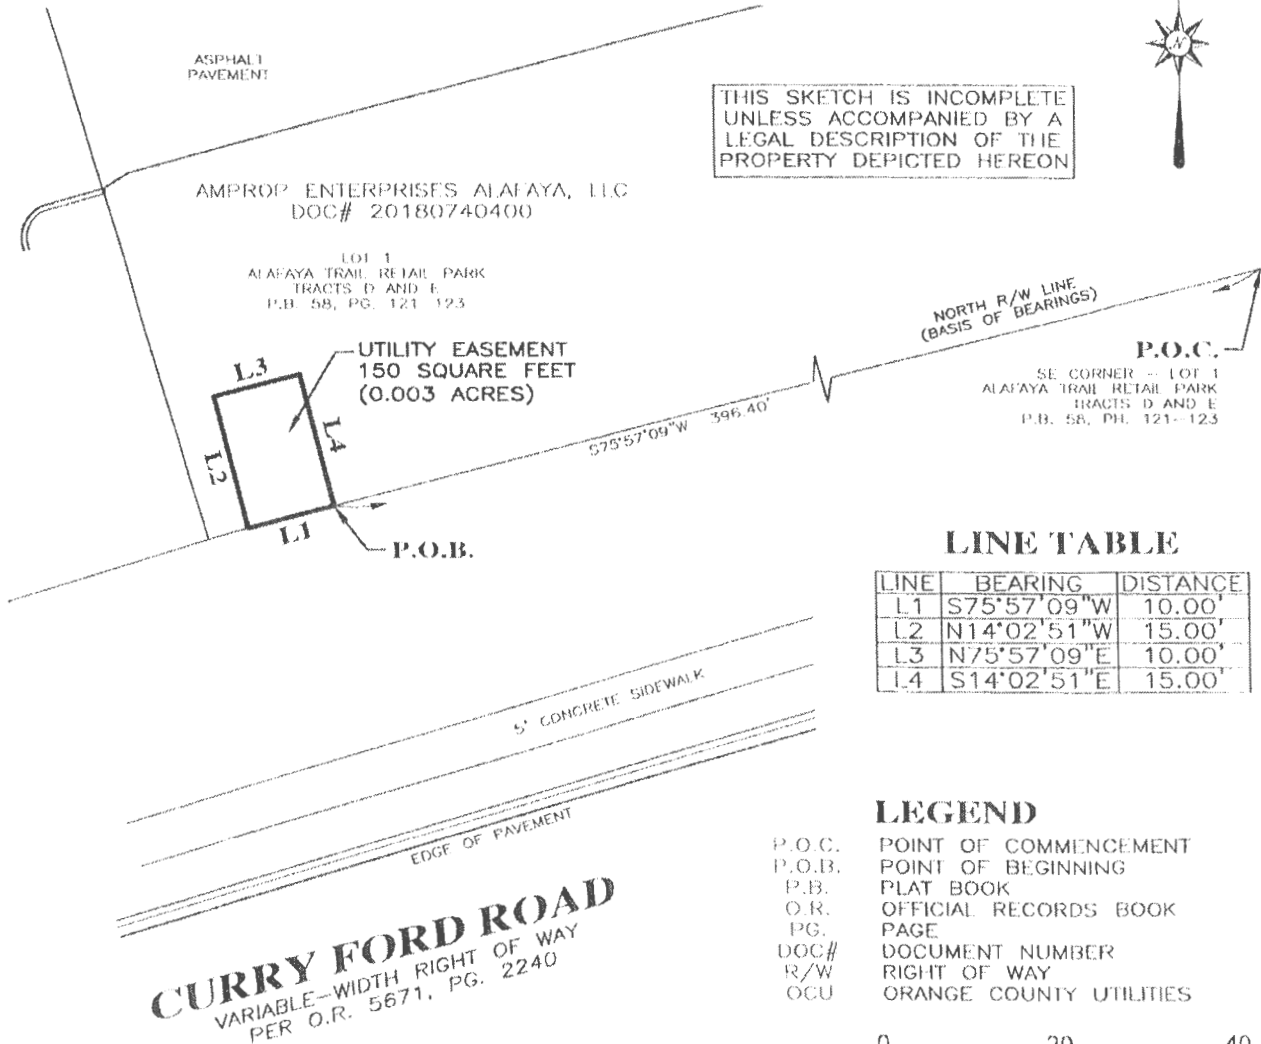 ASPHALT
PAVEMENT
N
THIS SKETCH IS INCOMPLETE
UNLESS ACCOMPANIED BY A
LEGAL DESCRIPTION OF THE
PROPERTY DEPICTED HEREON
AMPROP ENTERPRISES ALAFAYA, LLC
DOC# 20180740400
LOT 1
ALAFAYA TRAIL RETAIL PARK
TRACTS D AND E
P.B. 58, PG. 121-123
NORTH R/W LINE
(BASIS OF BEARINGS)
P.O.C.
SE CORNER - LOT 1
ALAFAYA TRAIL RETAIL PARK
TRACTS D AND E
P.B. 58, PH. 121-123
UTILITY EASEMENT
150 SQUARE FEET
(0.003 ACRES)
L3
L4
L2
L1
S75°57'09"W 396.40'
P.O.B.
LINE TABLE
LINE BEARING DISTANCE
L1 S75°57'09"W 10.00'
L2 N14°02'51"W 15.00'
L3 N75°57'09"E 10.00'
L4 S14°02'51"E 15.00'
5' CONCRETE SIDEWALK
EDGE OF PAVEMENT
CURRY FORD ROAD
VARIABLE-WIDTH RIGHT OF WAY
PER O.R. 5671, PG. 2240
LEGEND
P.O.C. POINT OF COMMENCEMENT
P.O.B. POINT OF BEGINNING
P.B. PLAT BOOK
O.R. OFFICIAL RECORDS BOOK
PG. PAGE
DOC# DOCUMENT NUMBER
R/W RIGHT OF WAY
OCU ORANGE COUNTY UTILITIES
0 20 40